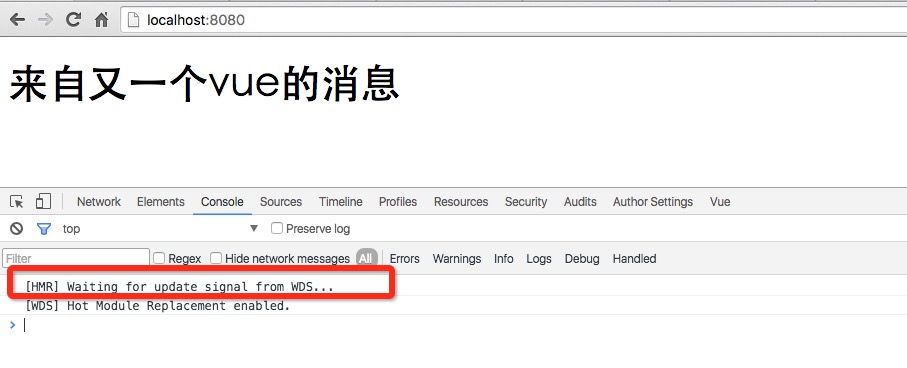 localhost:8080
来自又一个vue的消息
Network Elements Console Sources Timeline Profiles Resources Security Audits Author Settings Vue
top Preserve log
Filter Regex Hide network messages All Errors Warnings Info Logs Debug Handled
[HMR] Waiting for update signal from WDS...
[WDS] Hot Module Replacement enabled.
>